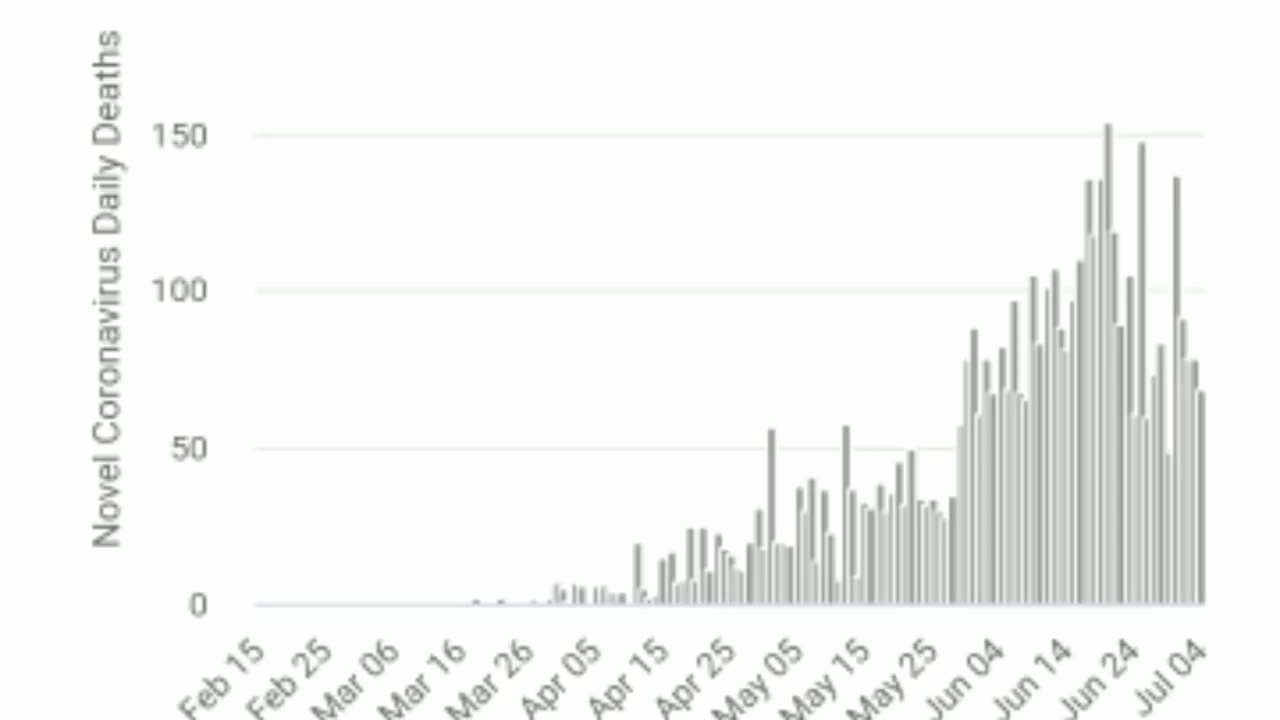 Novel Coronavirus Daily Deaths
150
100
50
0
Feb 15
Feb 25
Mar 06
Mar 16
Mar 26
Apr 05
Apr 15
Apr 25
May 05
May 15
May 25
Jun 04
Jun 14
Jun 24
Jul 04